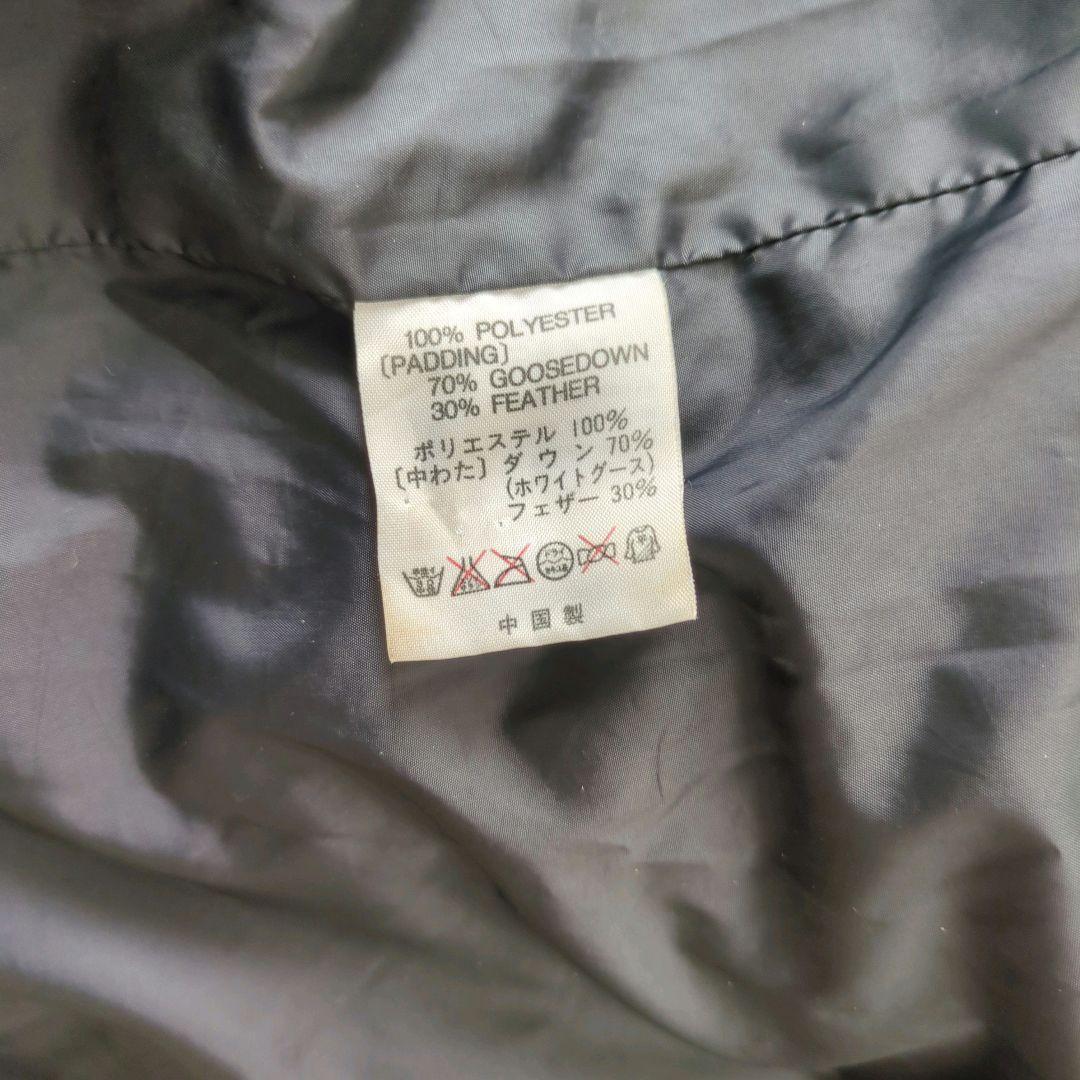 100% POLYESTER
〔PADDING〕
70% GOOSEDOWN
30% FEATHER
ポリエステル 100%
〔中わた〕ダウン 70%
(ホワイトグース)
フェザー 30%
中国製